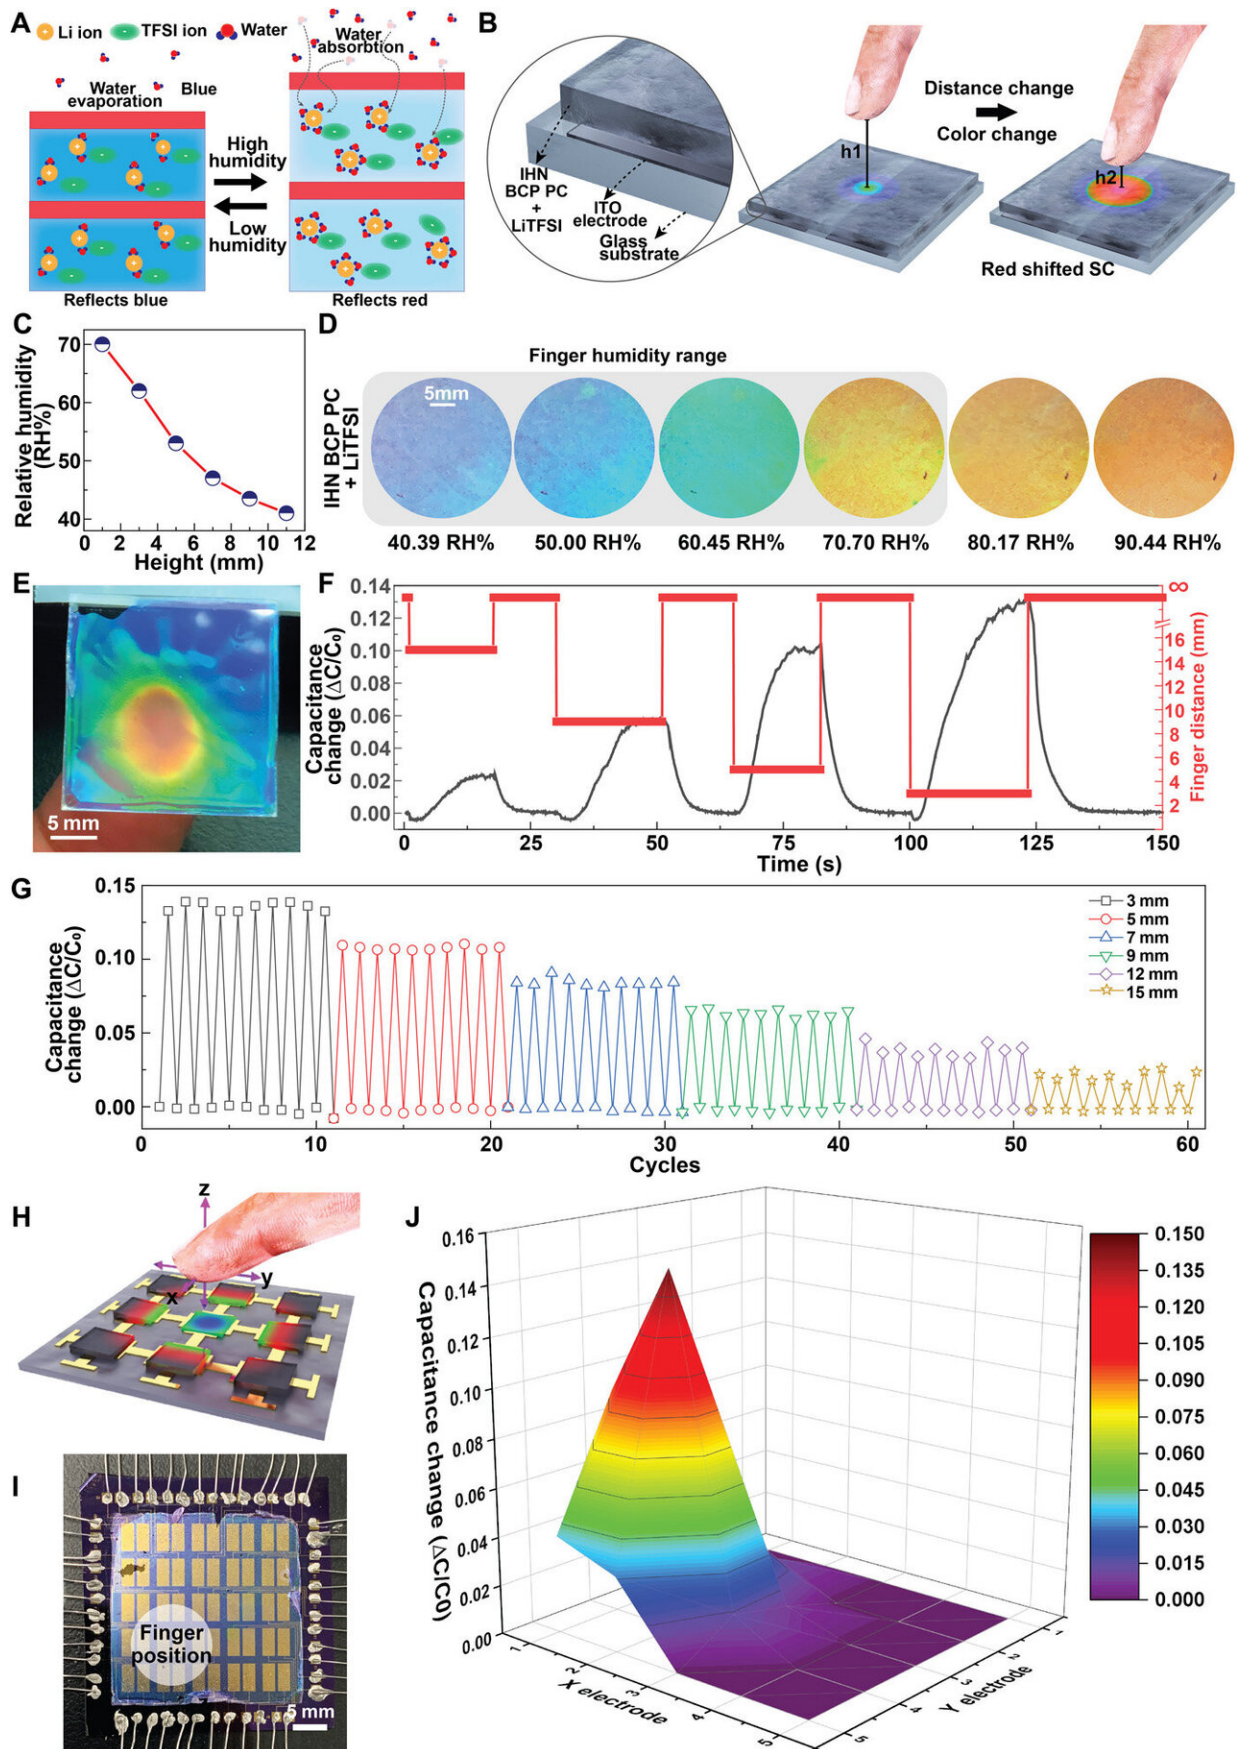 A
Li ion
TFSI ion
Water
Water
absorbtion
Water
evaporation
Blue
High
humidity
Low
humidity
Reflects blue
Reflects red
B
IHN
BCP PC
+
LiTFSI
ITO
electrode
Glass
substrate
h1
Distance change
Color change
h2
Red shifted SC
C
Relative humidity
(RH%)
70
60
50
40
0 2 4 6 8 10 12
Height (mm)
D
Finger humidity range
IHN BCP PC
+ LiTFSI
5mm
40.39 RH% 50.00 RH% 60.45 RH% 70.70 RH% 80.17 RH% 90.44 RH%
E
5 mm
F
Capacitance
change (ΔC/C₀)
0.14
0.12
0.10
0.08
0.06
0.04
0.02
0.00
0 25 50 75 100 125 150
Time (s)
∞
16
14
12
10
8
6
4
2
Finger distance (mm)
G
Capacitance
change (ΔC/C₀)
0.15
0.10
0.05
0.00
0 10 20 30 40 50 60
Cycles
3 mm
5 mm
7 mm
9 mm
12 mm
15 mm
H
z
y
x
I
Finger
position
5 mm
J
Capacitance change (ΔC/C0)
0.16
0.14
0.12
0.10
0.08
0.06
0.04
0.02
0.00
1 2 3 4 5
X electrode
1 2 3 4 5
Y electrode
0.150
0.135
0.120
0.105
0.090
0.075
0.060
0.045
0.030
0.015
0.000